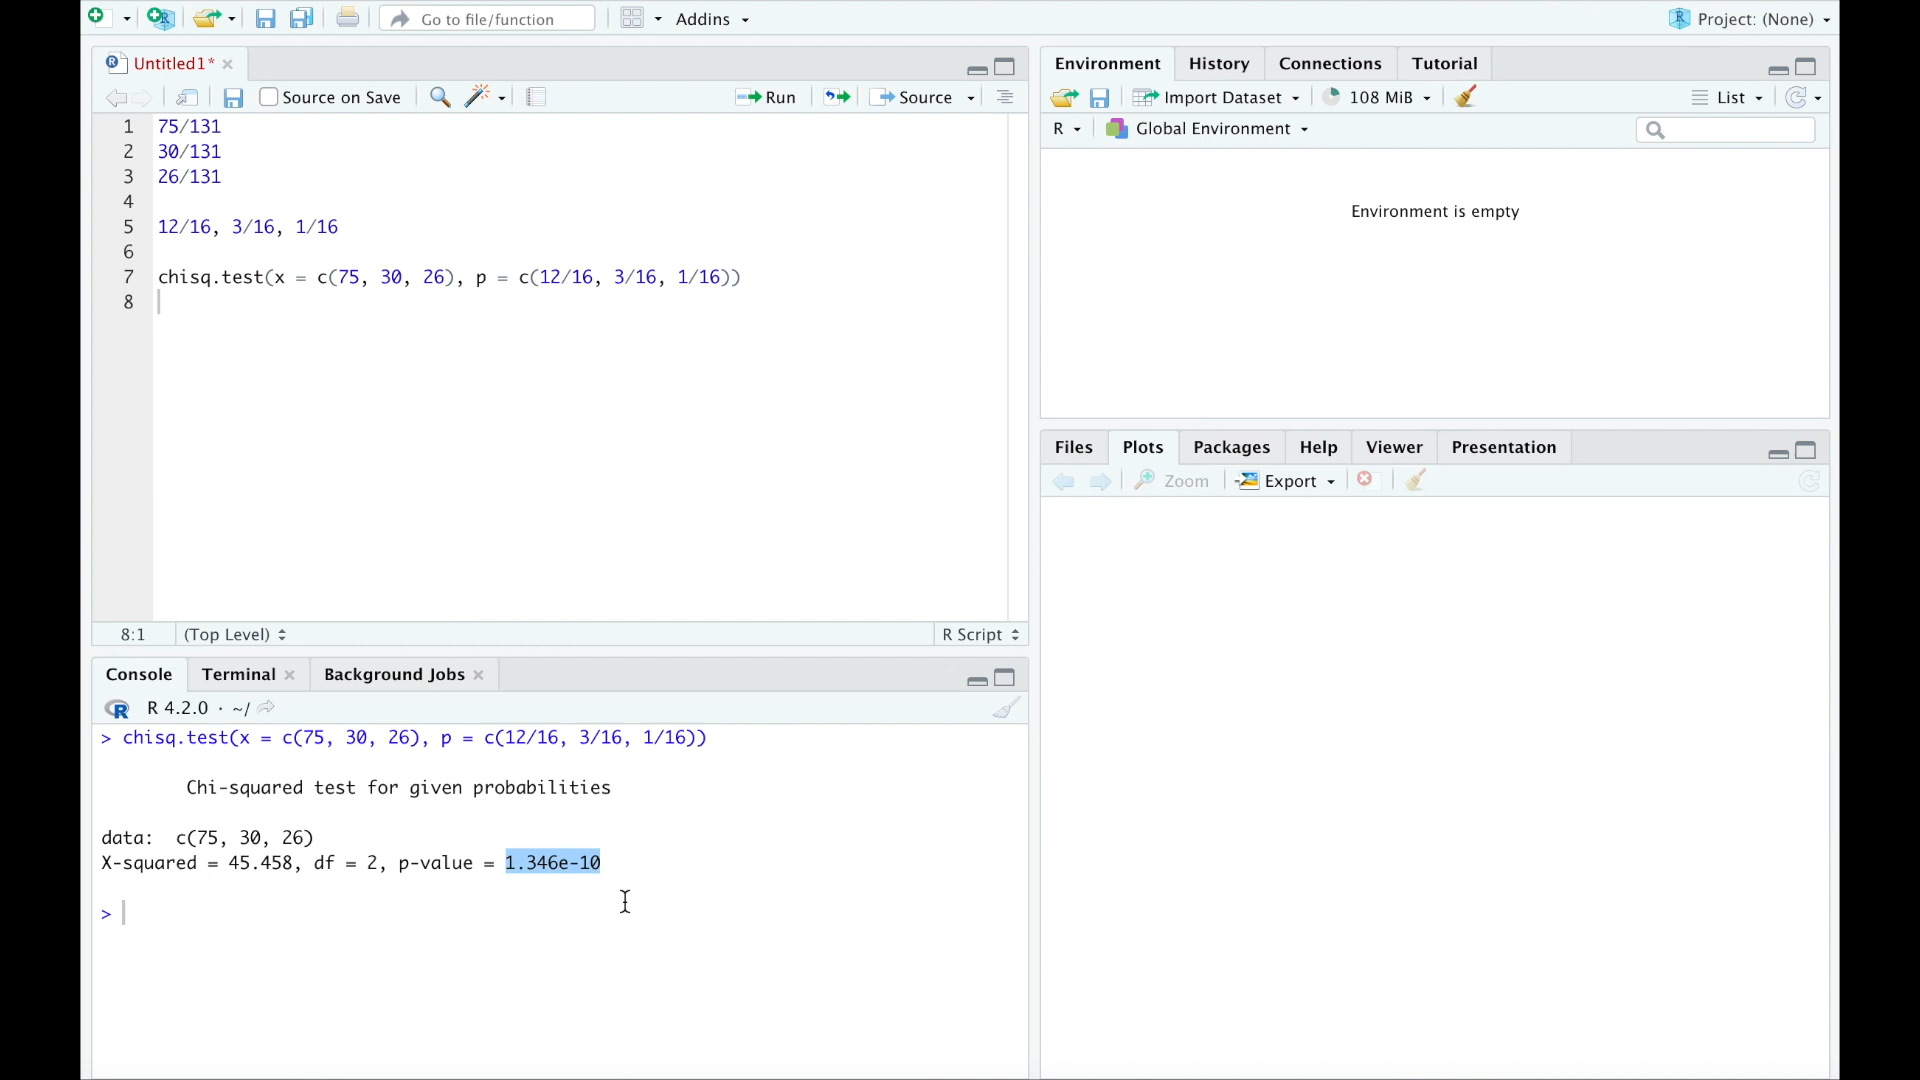 Go to file/function
Addins
Project: (None)
Untitled1*
Source on Save
Run
Source
1 75/131
2 30/131
3 26/131
4
5 12/16, 3/16, 1/16
6
7 chisq.test(x = c(75, 30, 26), p = c(12/16, 3/16, 1/16))
8
8:1 (Top Level) R Script
Console Terminal Background Jobs
R 4.2.0 · ~/
> chisq.test(x = c(75, 30, 26), p = c(12/16, 3/16, 1/16))
Chi-squared test for given probabilities
data: c(75, 30, 26)
X-squared = 45.458, df = 2, p-value = 1.346e-10
>
Environment History Connections Tutorial
Import Dataset 108 MiB List
R Global Environment
Environment is empty
Files Plots Packages Help Viewer Presentation
Zoom Export